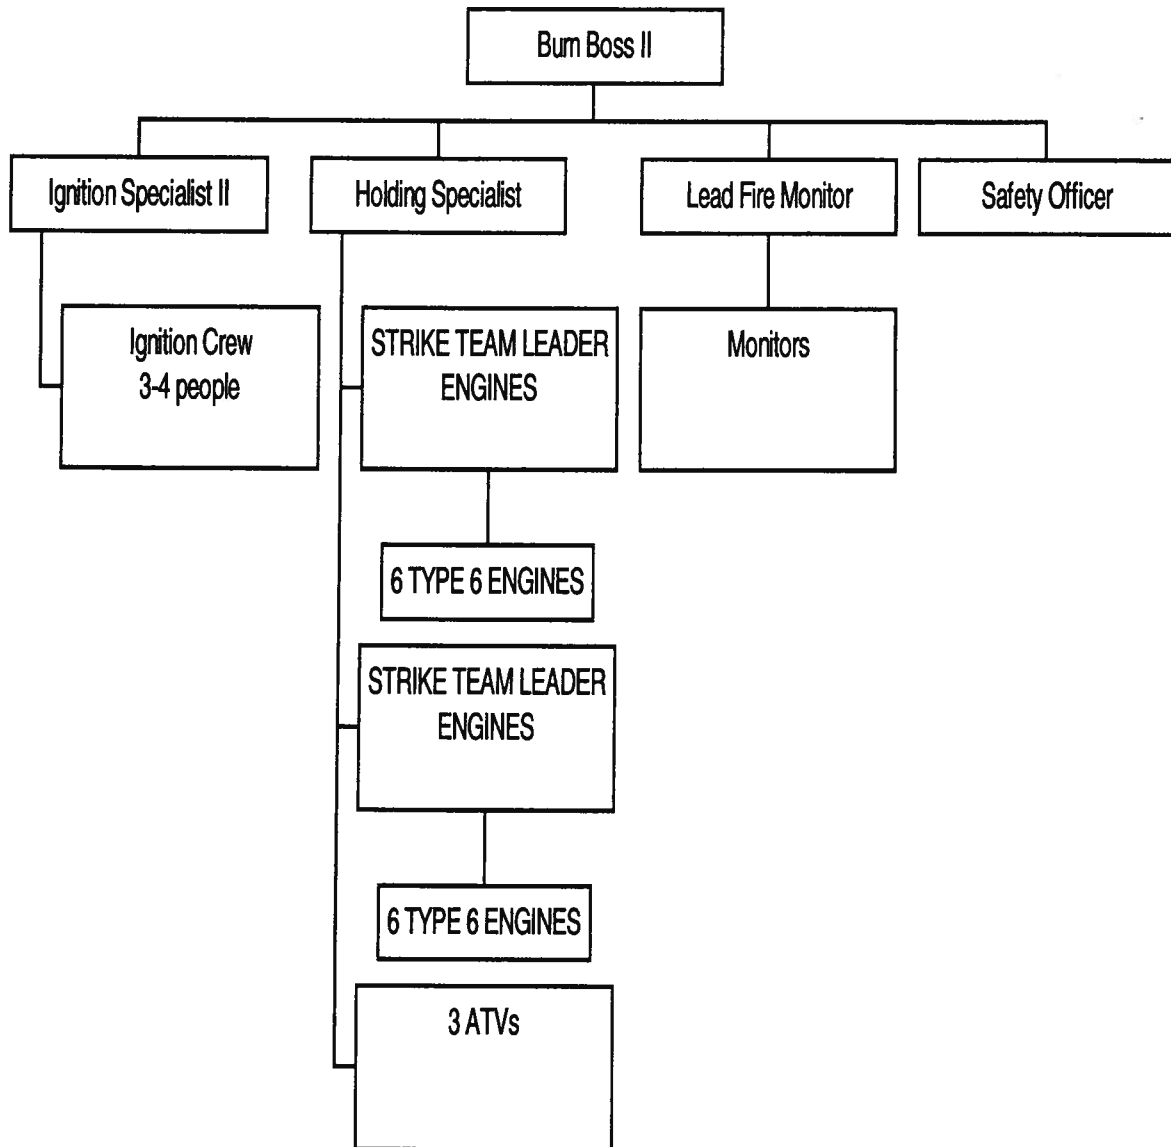 Burn Boss II
Ignition Specialist II
Holding Specialist
Lead Fire Monitor
Safety Officer
Ignition Crew
3-4 people
STRIKE TEAM LEADER
ENGINES
Monitors
6 TYPE 6 ENGINES
STRIKE TEAM LEADER
ENGINES
6 TYPE 6 ENGINES
3 ATVs